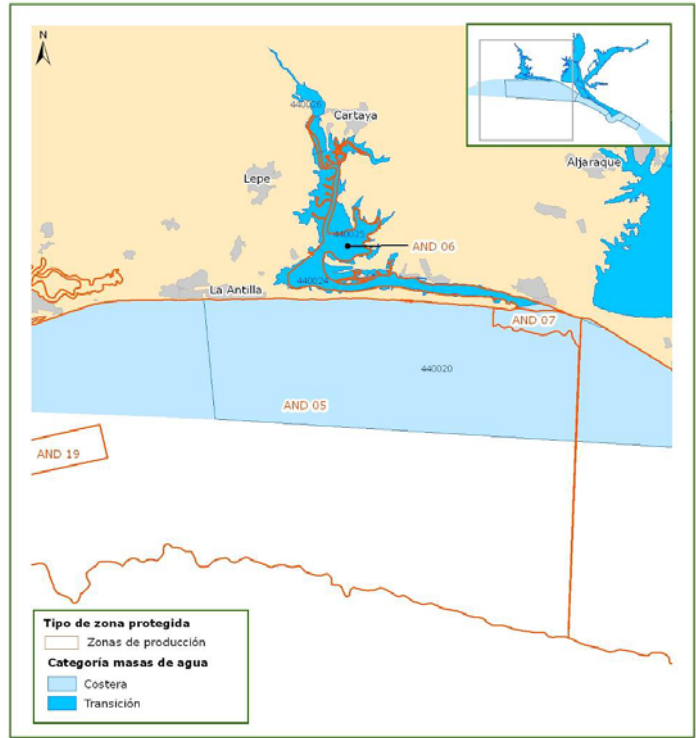 N
440026
Cartaya
Aljaraque
Lepe
440025
AND 06
440024
La Antilla
AND 07
440020
AND 05
AND 19
Tipo de zona protegida
Zonas de producción
Categoría masas de agua
Costera
Transición